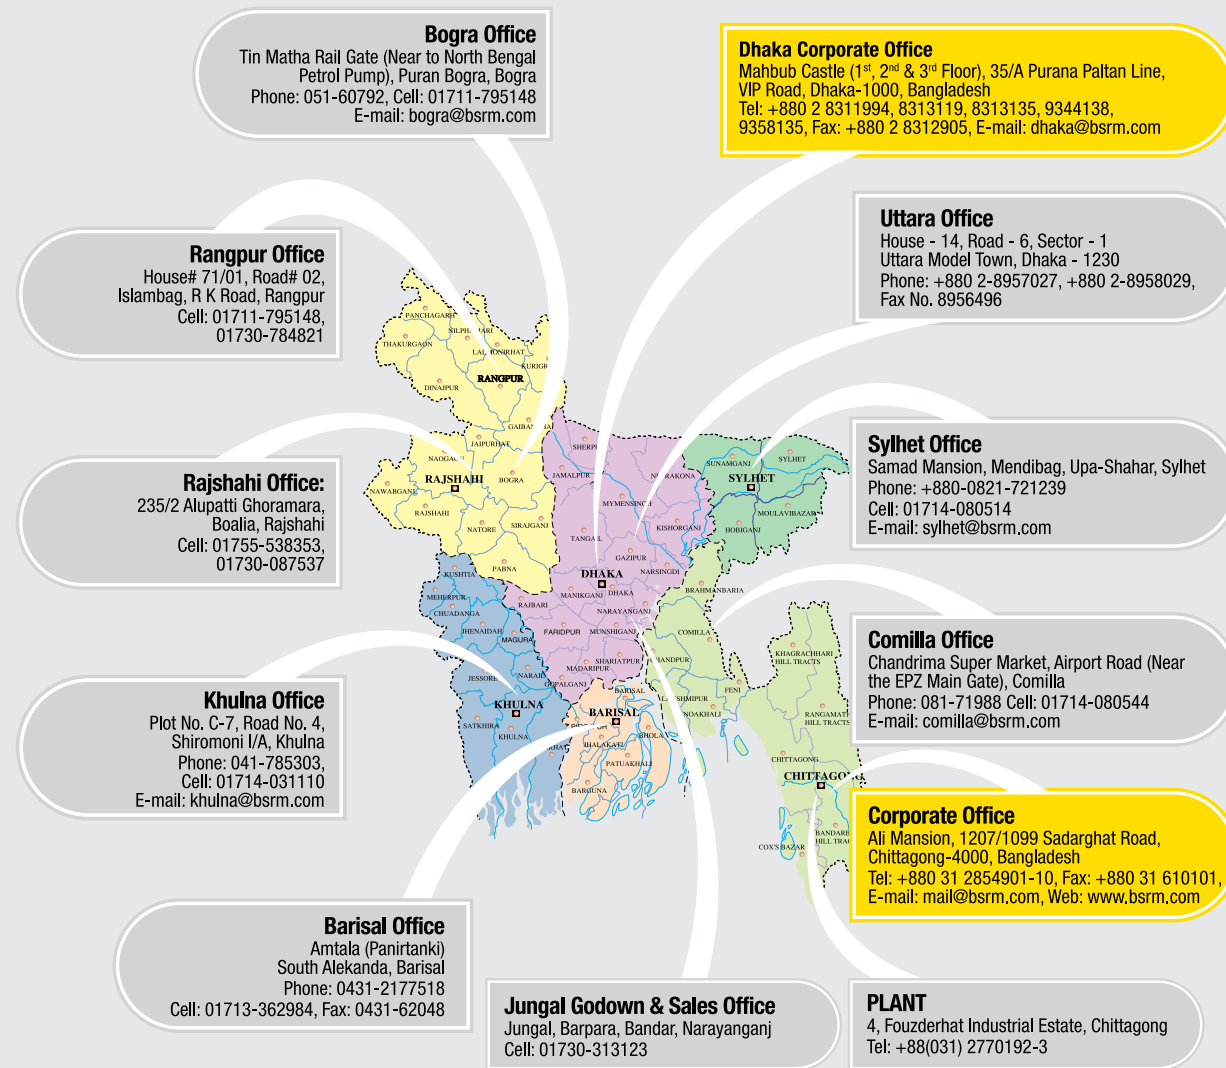 Bogra Office
Tin Matha Rail Gate (Near to North Bengal
Petrol Pump), Puran Bogra, Bogra
Phone: 051-60792, Cell: 01711-795148
E-mail: bogra@bsrm.com
Dhaka Corporate Office
Mahbub Castle (1st, 2nd & 3rd Floor), 35/A Purana Paltan Line,
VIP Road, Dhaka-1000, Bangladesh
Tel: +880 2 8311994, 8313119, 8313135, 9344138,
9358135, Fax: +880 2 8312905, E-mail: dhaka@bsrm.com
Uttara Office
House - 14, Road - 6, Sector - 1
Uttara Model Town, Dhaka - 1230
Phone: +880 2-8957027, +880 2-8958029,
Fax No. 8956496
Rangpur Office
House# 71/01, Road# 02,
Islambag, R K Road, Rangpur
Cell: 01711-795148,
01730-784821
Rajshahi Office:
235/2 Alupatti Ghoramara,
Boalia, Rajshahi
Cell: 01755-538353,
01730-087537
Sylhet Office
Samad Mansion, Mendibag, Upa-Shahar, Sylhet
Phone: +880-0821-721239
Cell: 01714-080514
E-mail: sylhet@bsrm.com
Comilla Office
Chandrima Super Market, Airport Road (Near
the EPZ Main Gate), Comilla
Phone: 081-71988 Cell: 01714-080544
E-mail: comilla@bsrm.com
Khulna Office
Plot No. C-7, Road No. 4,
Shiromoni I/A, Khulna
Phone: 041-785303,
Cell: 01714-031110
E-mail: khulna@bsrm.com
Corporate Office
Ali Mansion, 1207/1099 Sadarghat Road,
Chittagong-4000, Bangladesh
Tel: +880 31 2854901-10, Fax: +880 31 610101,
E-mail: mail@bsrm.com, Web: www.bsrm.com
Barisal Office
Amtala (Panirtanki)
South Alekanda, Barisal
Phone: 0431-2177518
Cell: 01713-362984, Fax: 0431-62048
Jungal Godown & Sales Office
Jungal, Barpara, Bandar, Narayanganj
Cell: 01730-313123
PLANT
4, Fouzderhat Industrial Estate, Chittagong
Tel: +88(031) 2770192-3
PANCHAGARH
THAKURGAON
DINAJPUR
RANGPUR
JAIPURHAT
NAOGAON
RAJSHAHI
BOGRA
NAWABGANJ
RAJSHAHI
NATORE
SIRAJGANJ
PABNA
JAMALPUR
MYMENSINGH
KISHORGANJ
GAZIPUR
NARSINGDI
DHAKA
MANIKGANJ
DHAKA
NARAYANGANJ
RAJBARI
FARIDPUR
MUNSHIGANJ
SHARIATPUR
MADARIPUR
GOPALGANJ
SUNAMGANJ
SYLHET
SYLHET
MOULAVIBAZAR
HOBIGANJ
BRAHMANBARIA
COMILLA
FENI
NOAKHALI
KUSHTIA
MEHERPUR
CHUADANGA
JHENAIDAH
MAGURA
JESSORE
KHULNA
SATKHIRA
KHULNA
BARISAL
BARISAL
BHOLA
JHALAKATI
PATUAKHALI
BARGUNA
KHAGRACHHARI
HILL TRACTS
HILL TRACTS
CHITTAGONG
CHITTAGONG
COX'S BAZAR